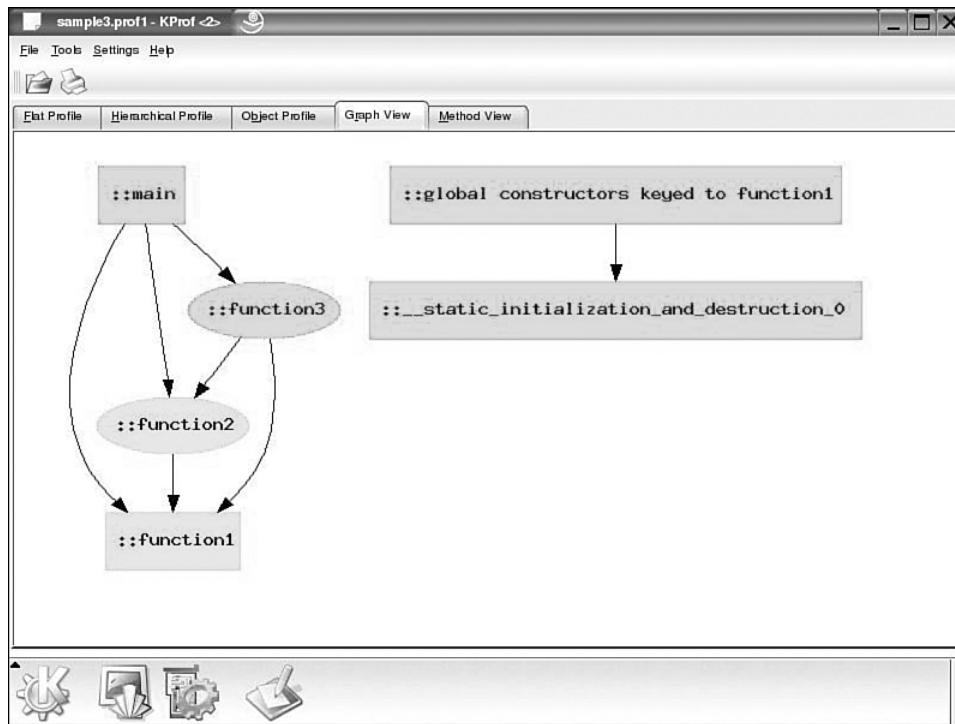 sample3.prof1 - KProf <2>
File Tools Settings Help
Flat Profile Hierarchical Profile Object Profile Graph View Method View
::main
::global constructors keyed to function1
::function3
::__static_initialization_and_destruction_0
::function2
::function1